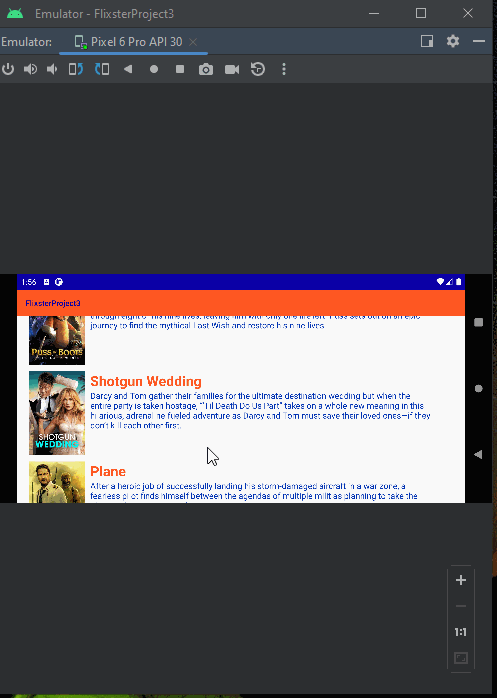 Emulator - FlixsterProject3
Emulator: Pixel 6 Pro API 30
1:56
FlixsterProject3
through eight of his nine lives, leaving him with only one life left. Puss sets out on an epic
journey to find the mythical Last Wish and restore his nine lives.
PUSS IN BOOTS
Shotgun Wedding
Darcy and Tom gather their families for the ultimate destination wedding but when the
entire party is taken hostage, “'Til Death Do Us Part” takes on a whole new meaning in this
hilarious, adrenaline-fueled adventure as Darcy and Tom must save their loved ones—if they
don't kill each other first.
SHOTGUN
WEDDING
Plane
After a heroic job of successfully landing his storm-damaged aircraft in a war zone, a
fearless pilot finds himself between the agendas of multiple militias planning to take the
1:1